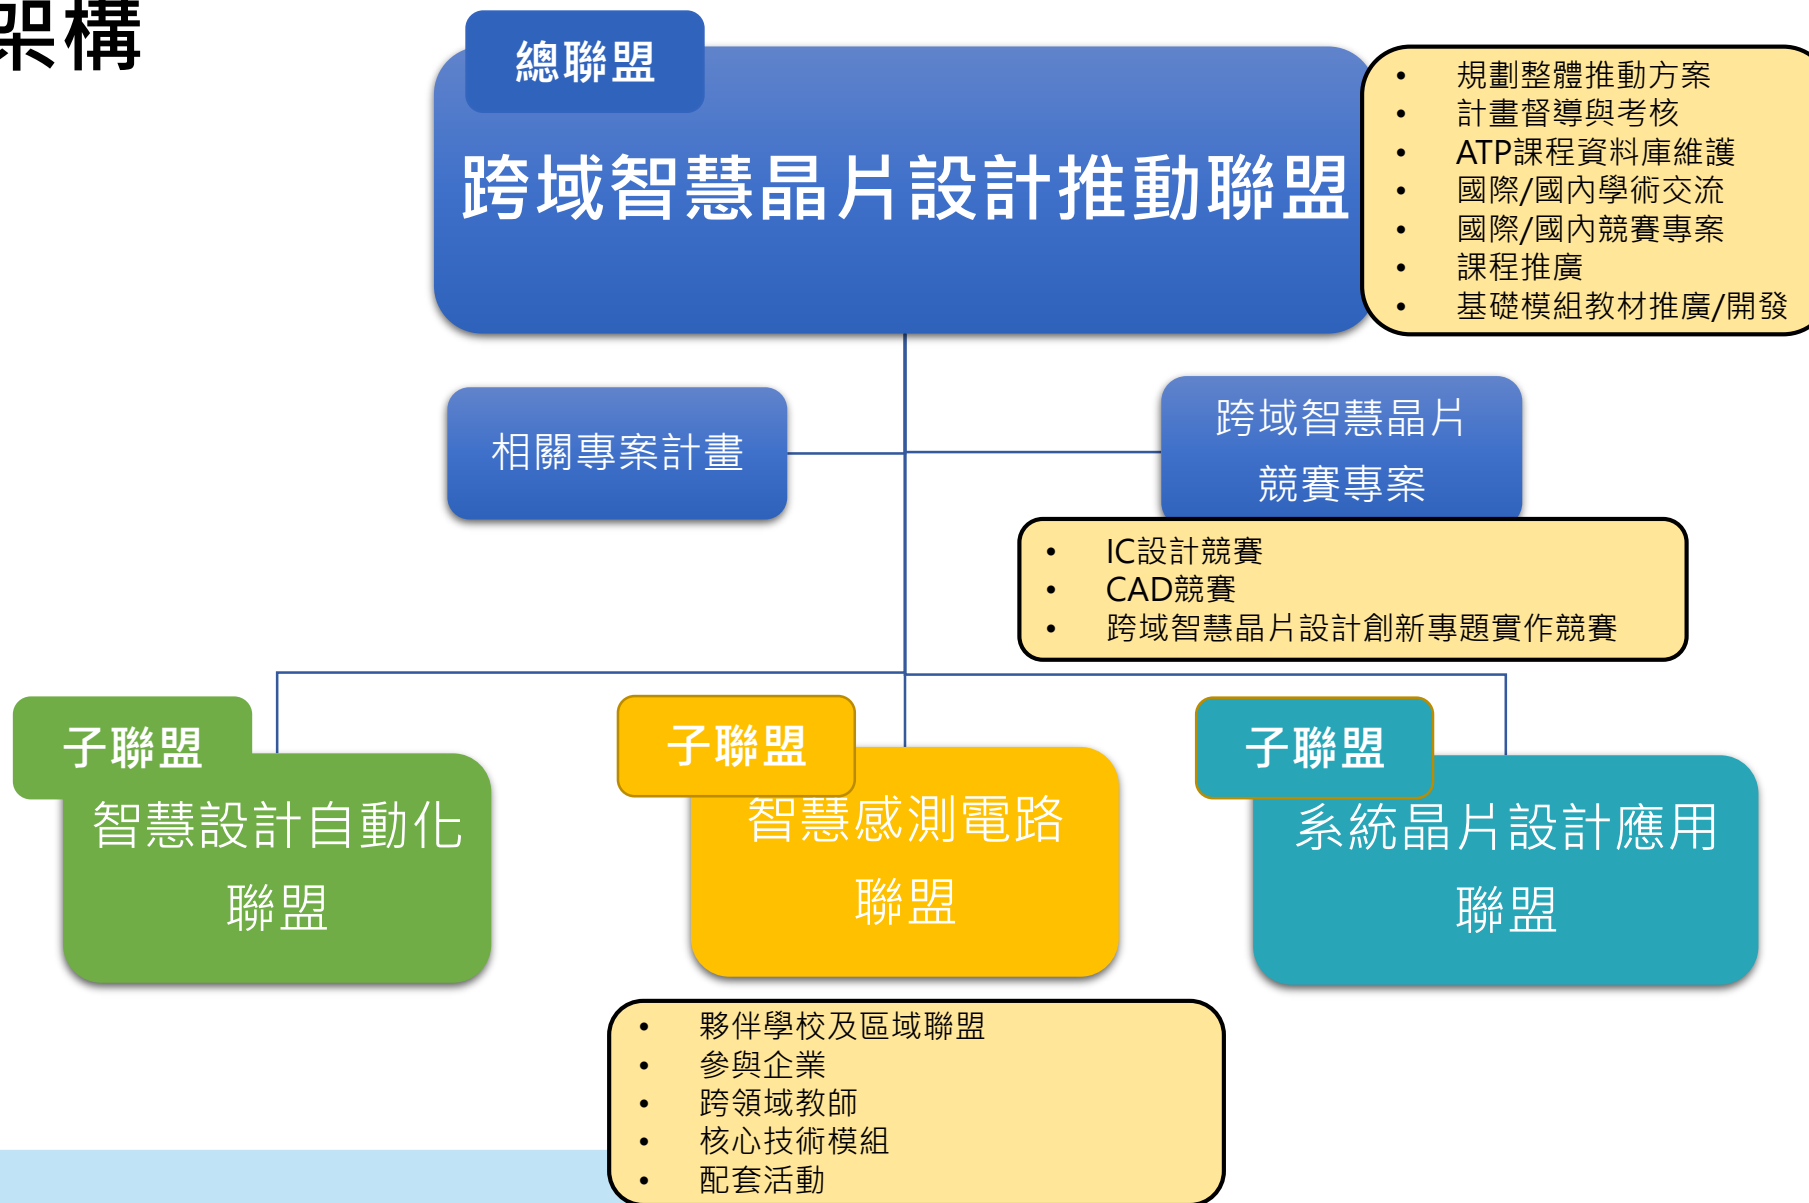 架構
總聯盟
跨域智慧晶片設計推動聯盟
• 規劃整體推動方案
• 計畫督導與考核
• ATP課程資料庫維護
• 國際/國內學術交流
• 國際/國內競賽專案
• 課程推廣
• 基礎模組教材推廣/開發
相關專案計畫
跨域智慧晶片
競賽專案
• IC設計競賽
• CAD競賽
• 跨域智慧晶片設計創新專題實作競賽
子聯盟
智慧設計自動化
聯盟
子聯盟
智慧感測電路
聯盟
子聯盟
系統晶片設計應用
聯盟
• 夥伴學校及區域聯盟
• 參與企業
• 跨領域教師
• 核心技術模組
• 配套活動